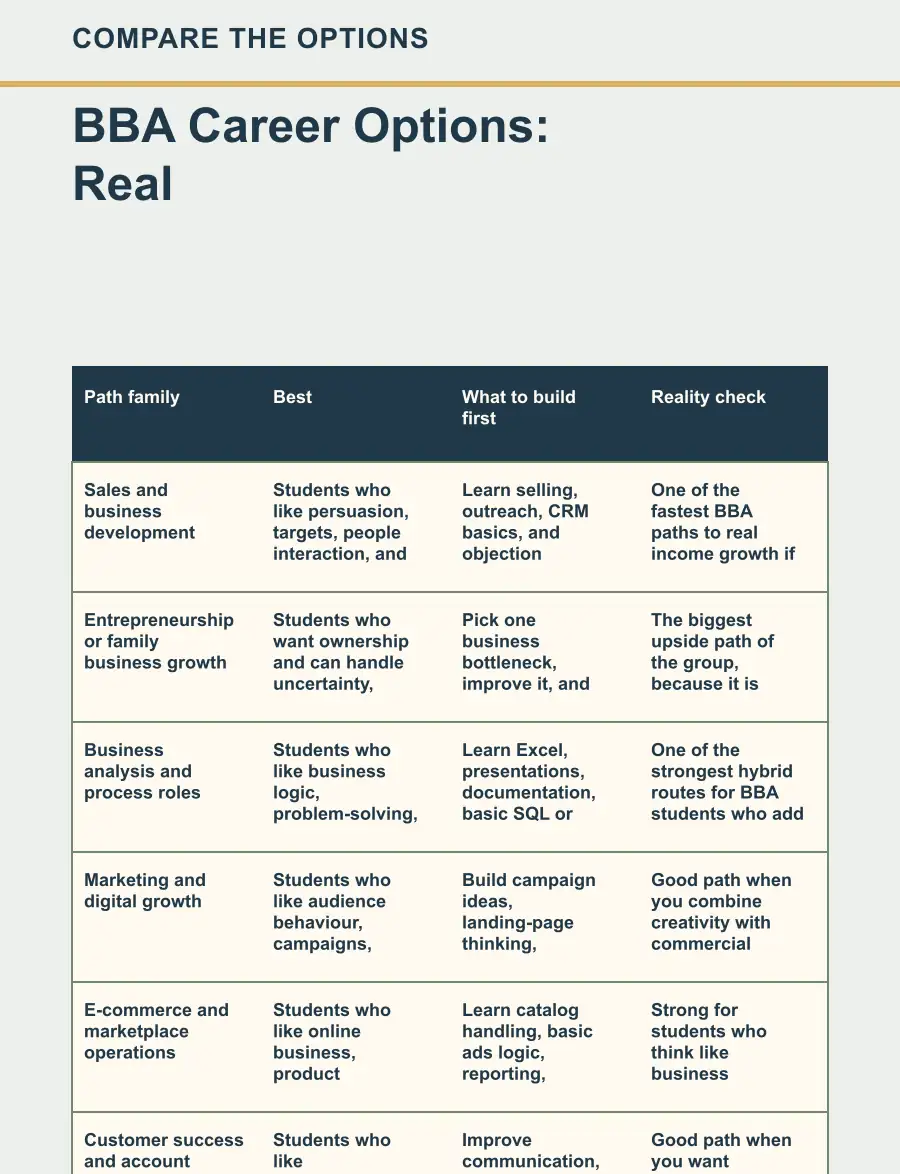 COMPARE THE OPTIONS
BBA Career Options:
Real
Path family
Best
What to build
first
Reality check
Sales and
business
development
Students who
like persuasion,
targets, people
interaction, and
Learn selling,
outreach, CRM
basics, and
objection
One of the
fastest BBA
paths to real
income growth if
Entrepreneurship
or family
business growth
Students who
want ownership
and can handle
uncertainty,
Pick one
business
bottleneck,
improve it, and
The biggest
upside path of
the group,
because it is
Business
analysis and
process roles
Students who
like business
logic,
problem-solving,
Learn Excel,
presentations,
documentation,
basic SQL or
One of the
strongest hybrid
routes for BBA
students who add
Marketing and
digital growth
Students who
like audience
behaviour,
campaigns,
Build campaign
ideas,
landing-page
thinking,
Good path when
you combine
creativity with
commercial
E-commerce and
marketplace
operations
Students who
like online
business,
product
Learn catalog
handling, basic
ads logic,
reporting,
Strong for
students who
think like
business
Customer success
and account
Students who
like
Improve
communication,
Good path when
you want